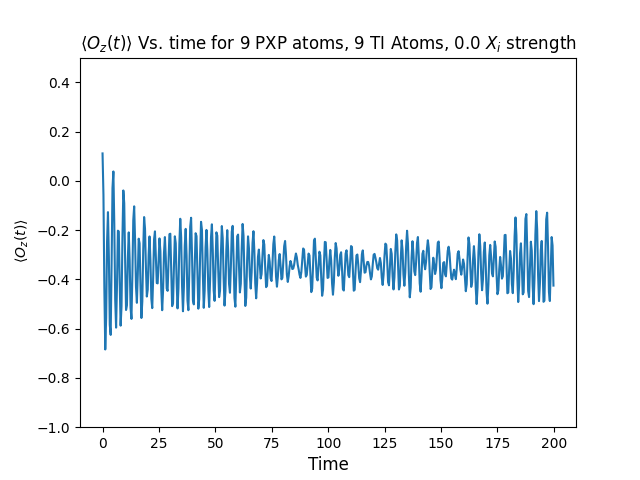 ⟨O_z(t)⟩ Vs. time for 9 PXP atoms, 9 TI Atoms, 0.0 X_i strength
0.4
0.2
0.0
−0.2
−0.4
−0.6
−0.8
−1.0
⟨O_z(t)⟩
0 25 50 75 100 125 150 175 200
Time